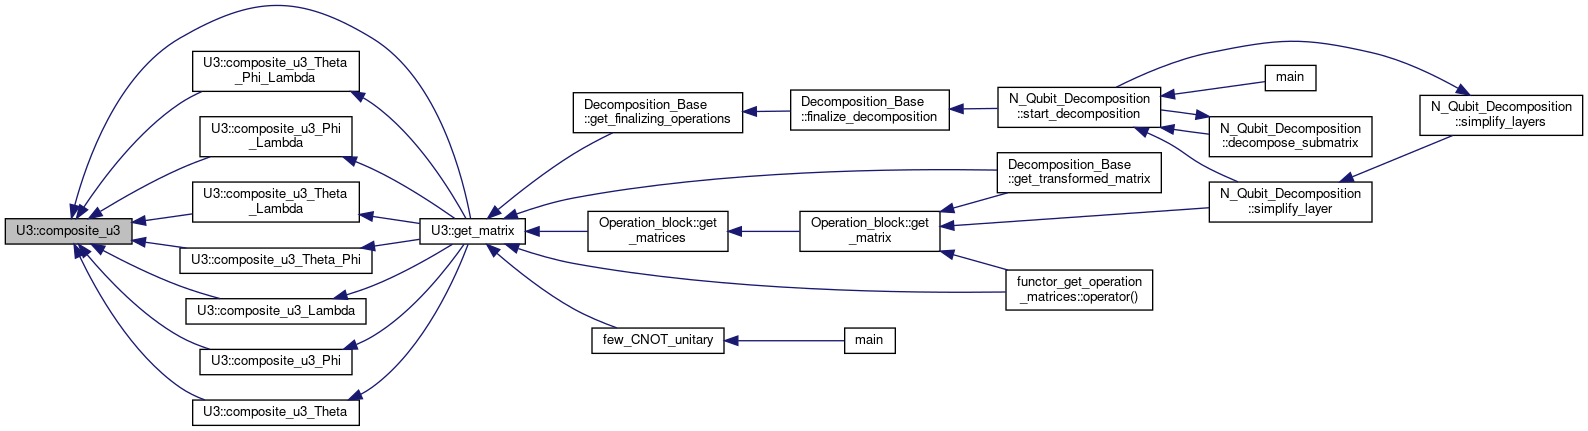 U3::composite_u3
U3::composite_u3_Theta
_Phi_Lambda
U3::composite_u3_Phi
_Lambda
U3::composite_u3_Theta
_Lambda
U3::composite_u3_Theta_Phi
U3::composite_u3_Lambda
U3::composite_u3_Phi
U3::composite_u3_Theta
U3::get_matrix
Decomposition_Base
::get_finalizing_operations
Operation_block::get
_matrices
few_CNOT_unitary
Decomposition_Base
::finalize_decomposition
Operation_block::get
_matrix
main
N_Qubit_Decomposition
::start_decomposition
Decomposition_Base
::get_transformed_matrix
functor_get_operation
_matrices::operator()
main
N_Qubit_Decomposition
::decompose_submatrix
N_Qubit_Decomposition
::simplify_layer
N_Qubit_Decomposition
::simplify_layers